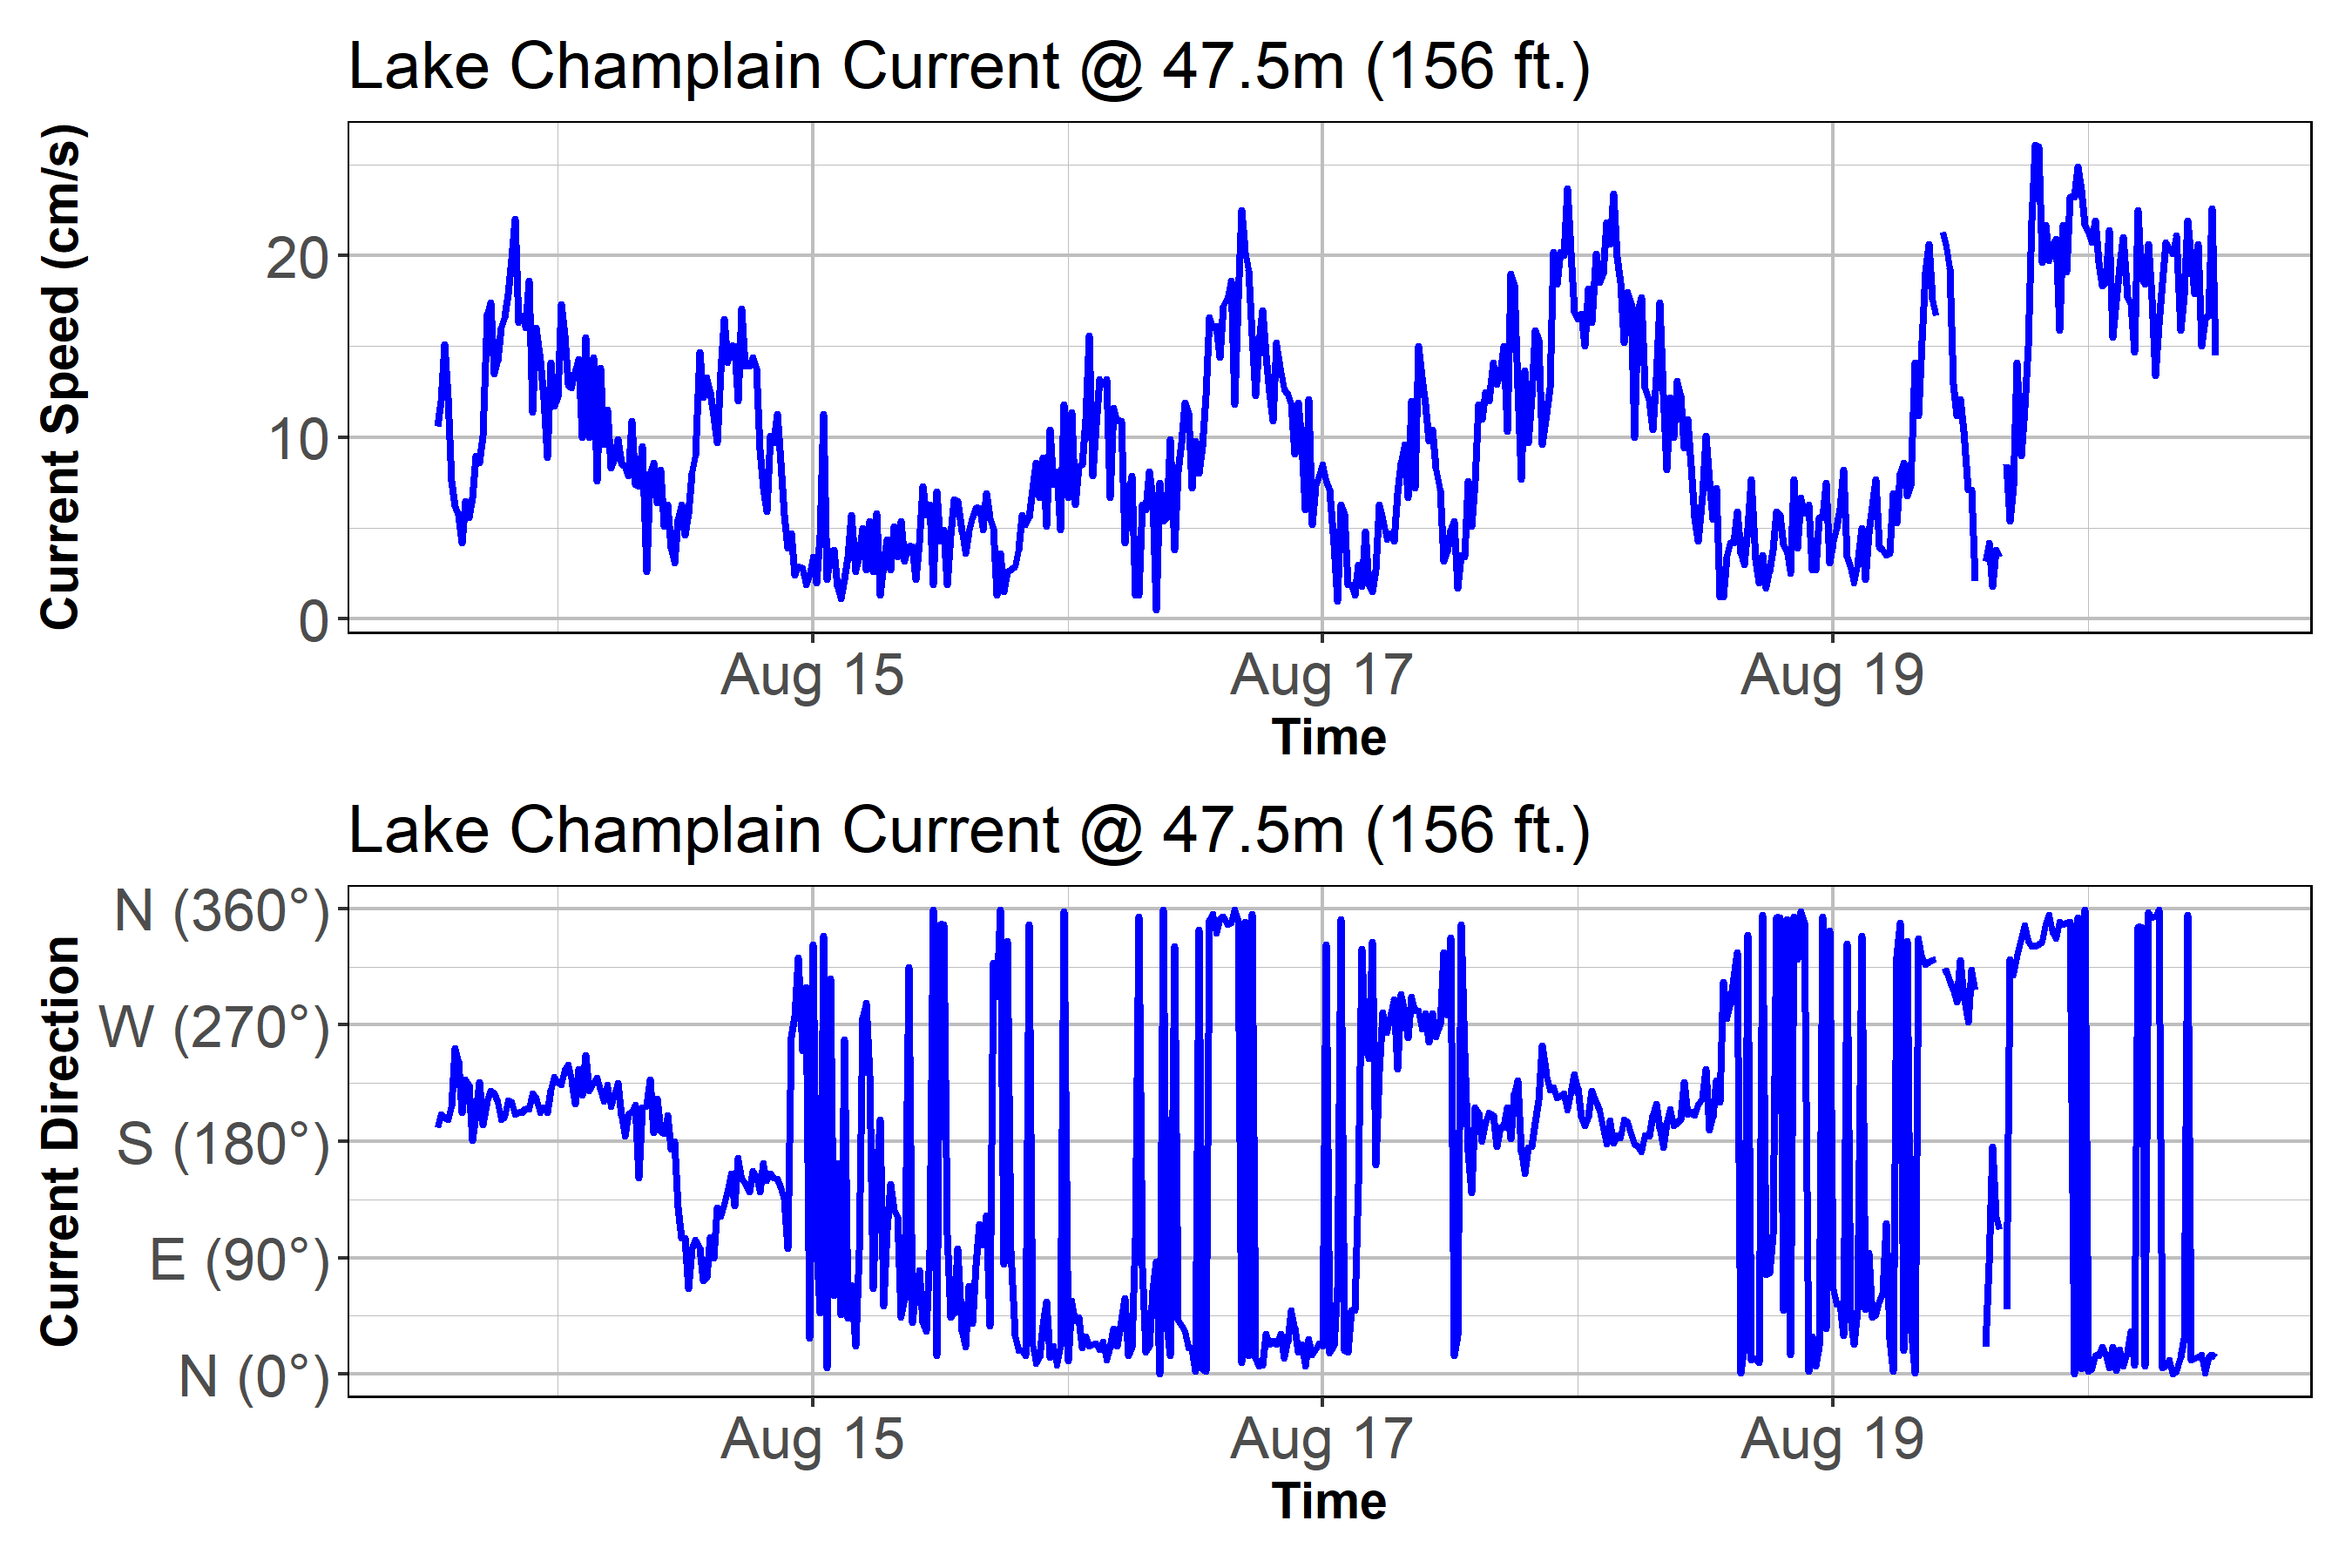 Lake Champlain Current @ 47.5m (156 ft.)
Current Speed (cm/s)
20
10
0
Aug 15
Aug 17
Aug 19
Time
Lake Champlain Current @ 47.5m (156 ft.)
Current Direction
N (360°)
W (270°)
S (180°)
E (90°)
N (0°)
Aug 15
Aug 17
Aug 19
Time